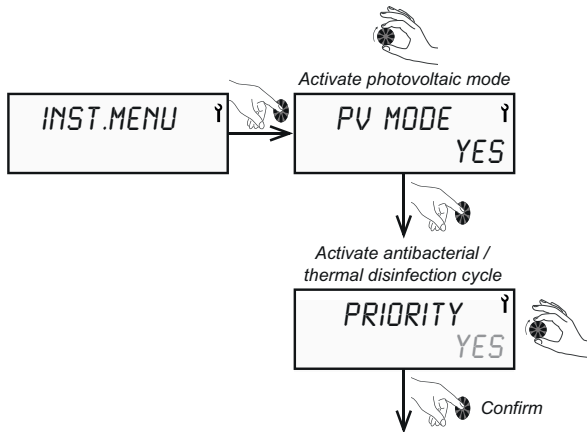 Activate photovoltaic mode
INST.MENU
PV MODE
YES
Activate antibacterial /
thermal disinfection cycle
PRIORITY
YES
Confirm